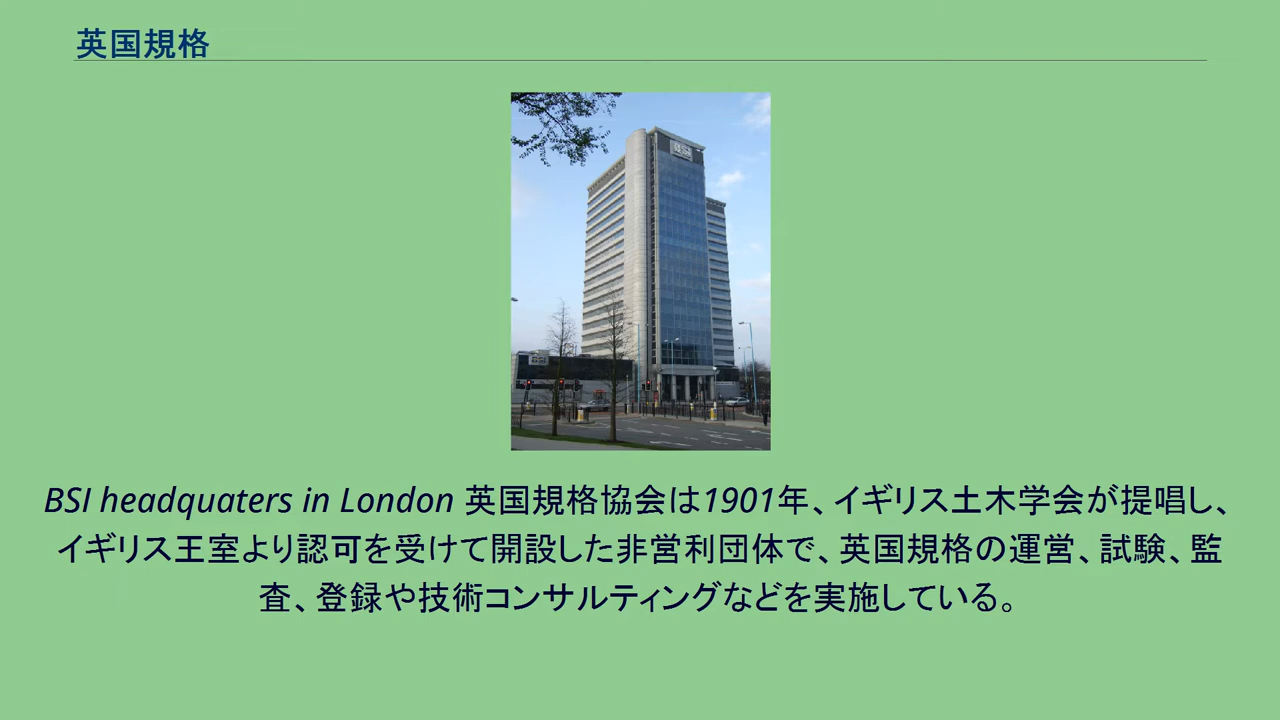 英国規格
BSI
BSI headquaters in London 英国規格協会は1901年、イギリス土木学会が提唱し、
イギリス王室より認可を受けて開設した非営利団体で、英国規格の運営、試験、監
査、登録や技術コンサルティングなどを実施している。